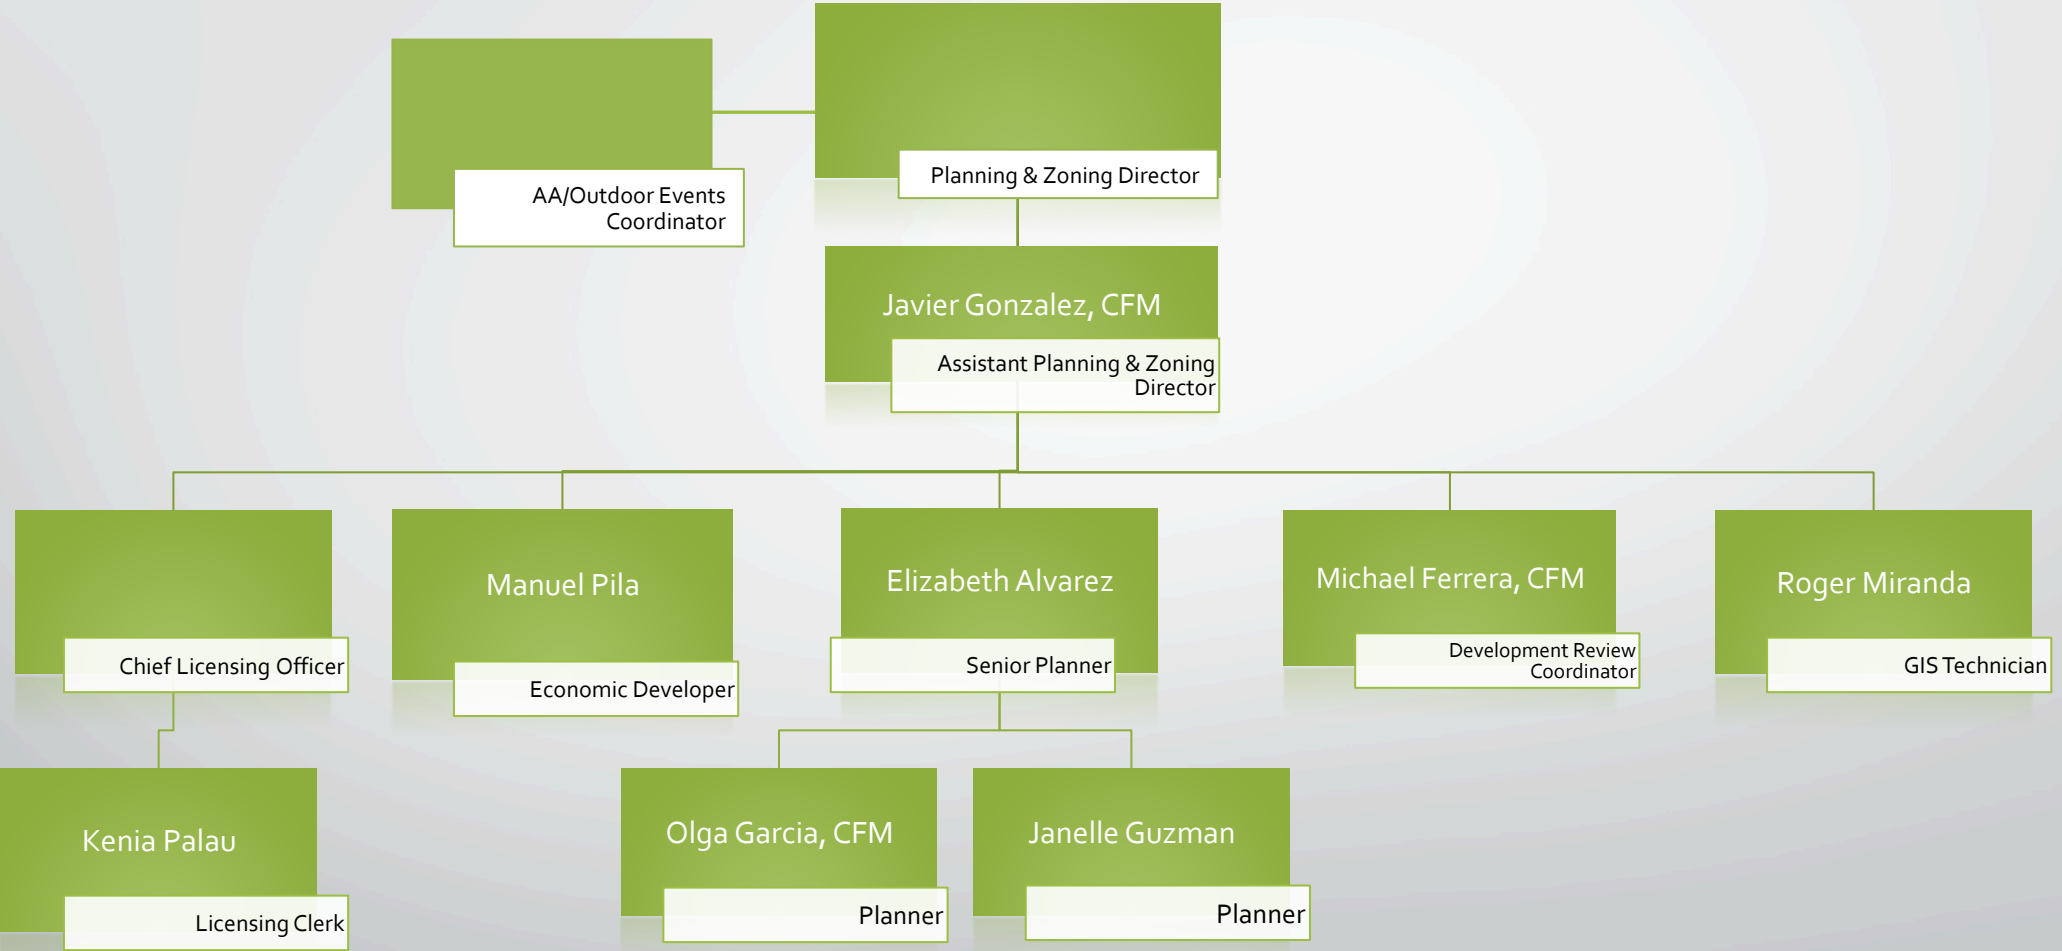 Planning & Zoning Director
AA/Outdoor Events
Coordinator
Javier Gonzalez, CFM
Assistant Planning & Zoning
Director
Chief Licensing Officer
Manuel Pila
Economic Developer
Elizabeth Alvarez
Senior Planner
Michael Ferrera, CFM
Development Review
Coordinator
Roger Miranda
GIS Technician
Kenia Palau
Licensing Clerk
Olga Garcia, CFM
Planner
Janelle Guzman
Planner